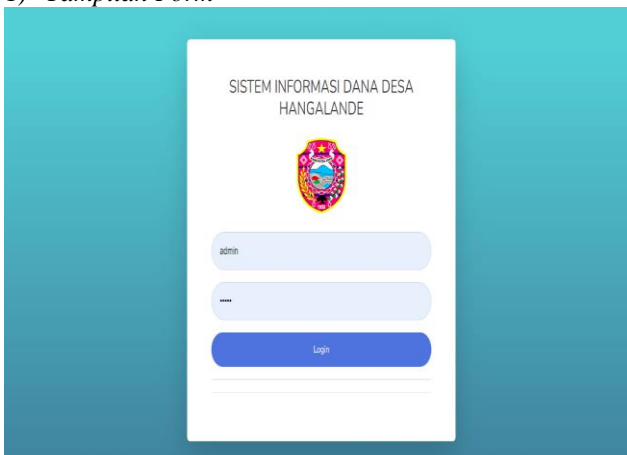 SISTEM INFORMASI DANA DESA
HANGALANDE
admin
•••••
Login